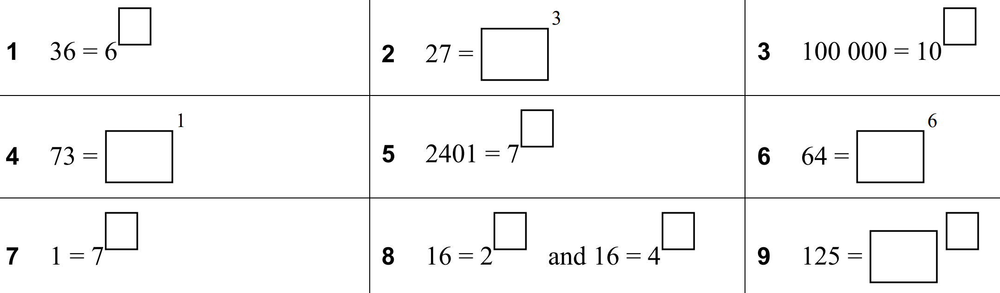 1 36 = 6
2 27 = 3
3 100 000 = 10
4 73 = 1
5 2401 = 7
6 64 = 6
7 1 = 7
8 16 = 2 and 16 = 4
9 125 =